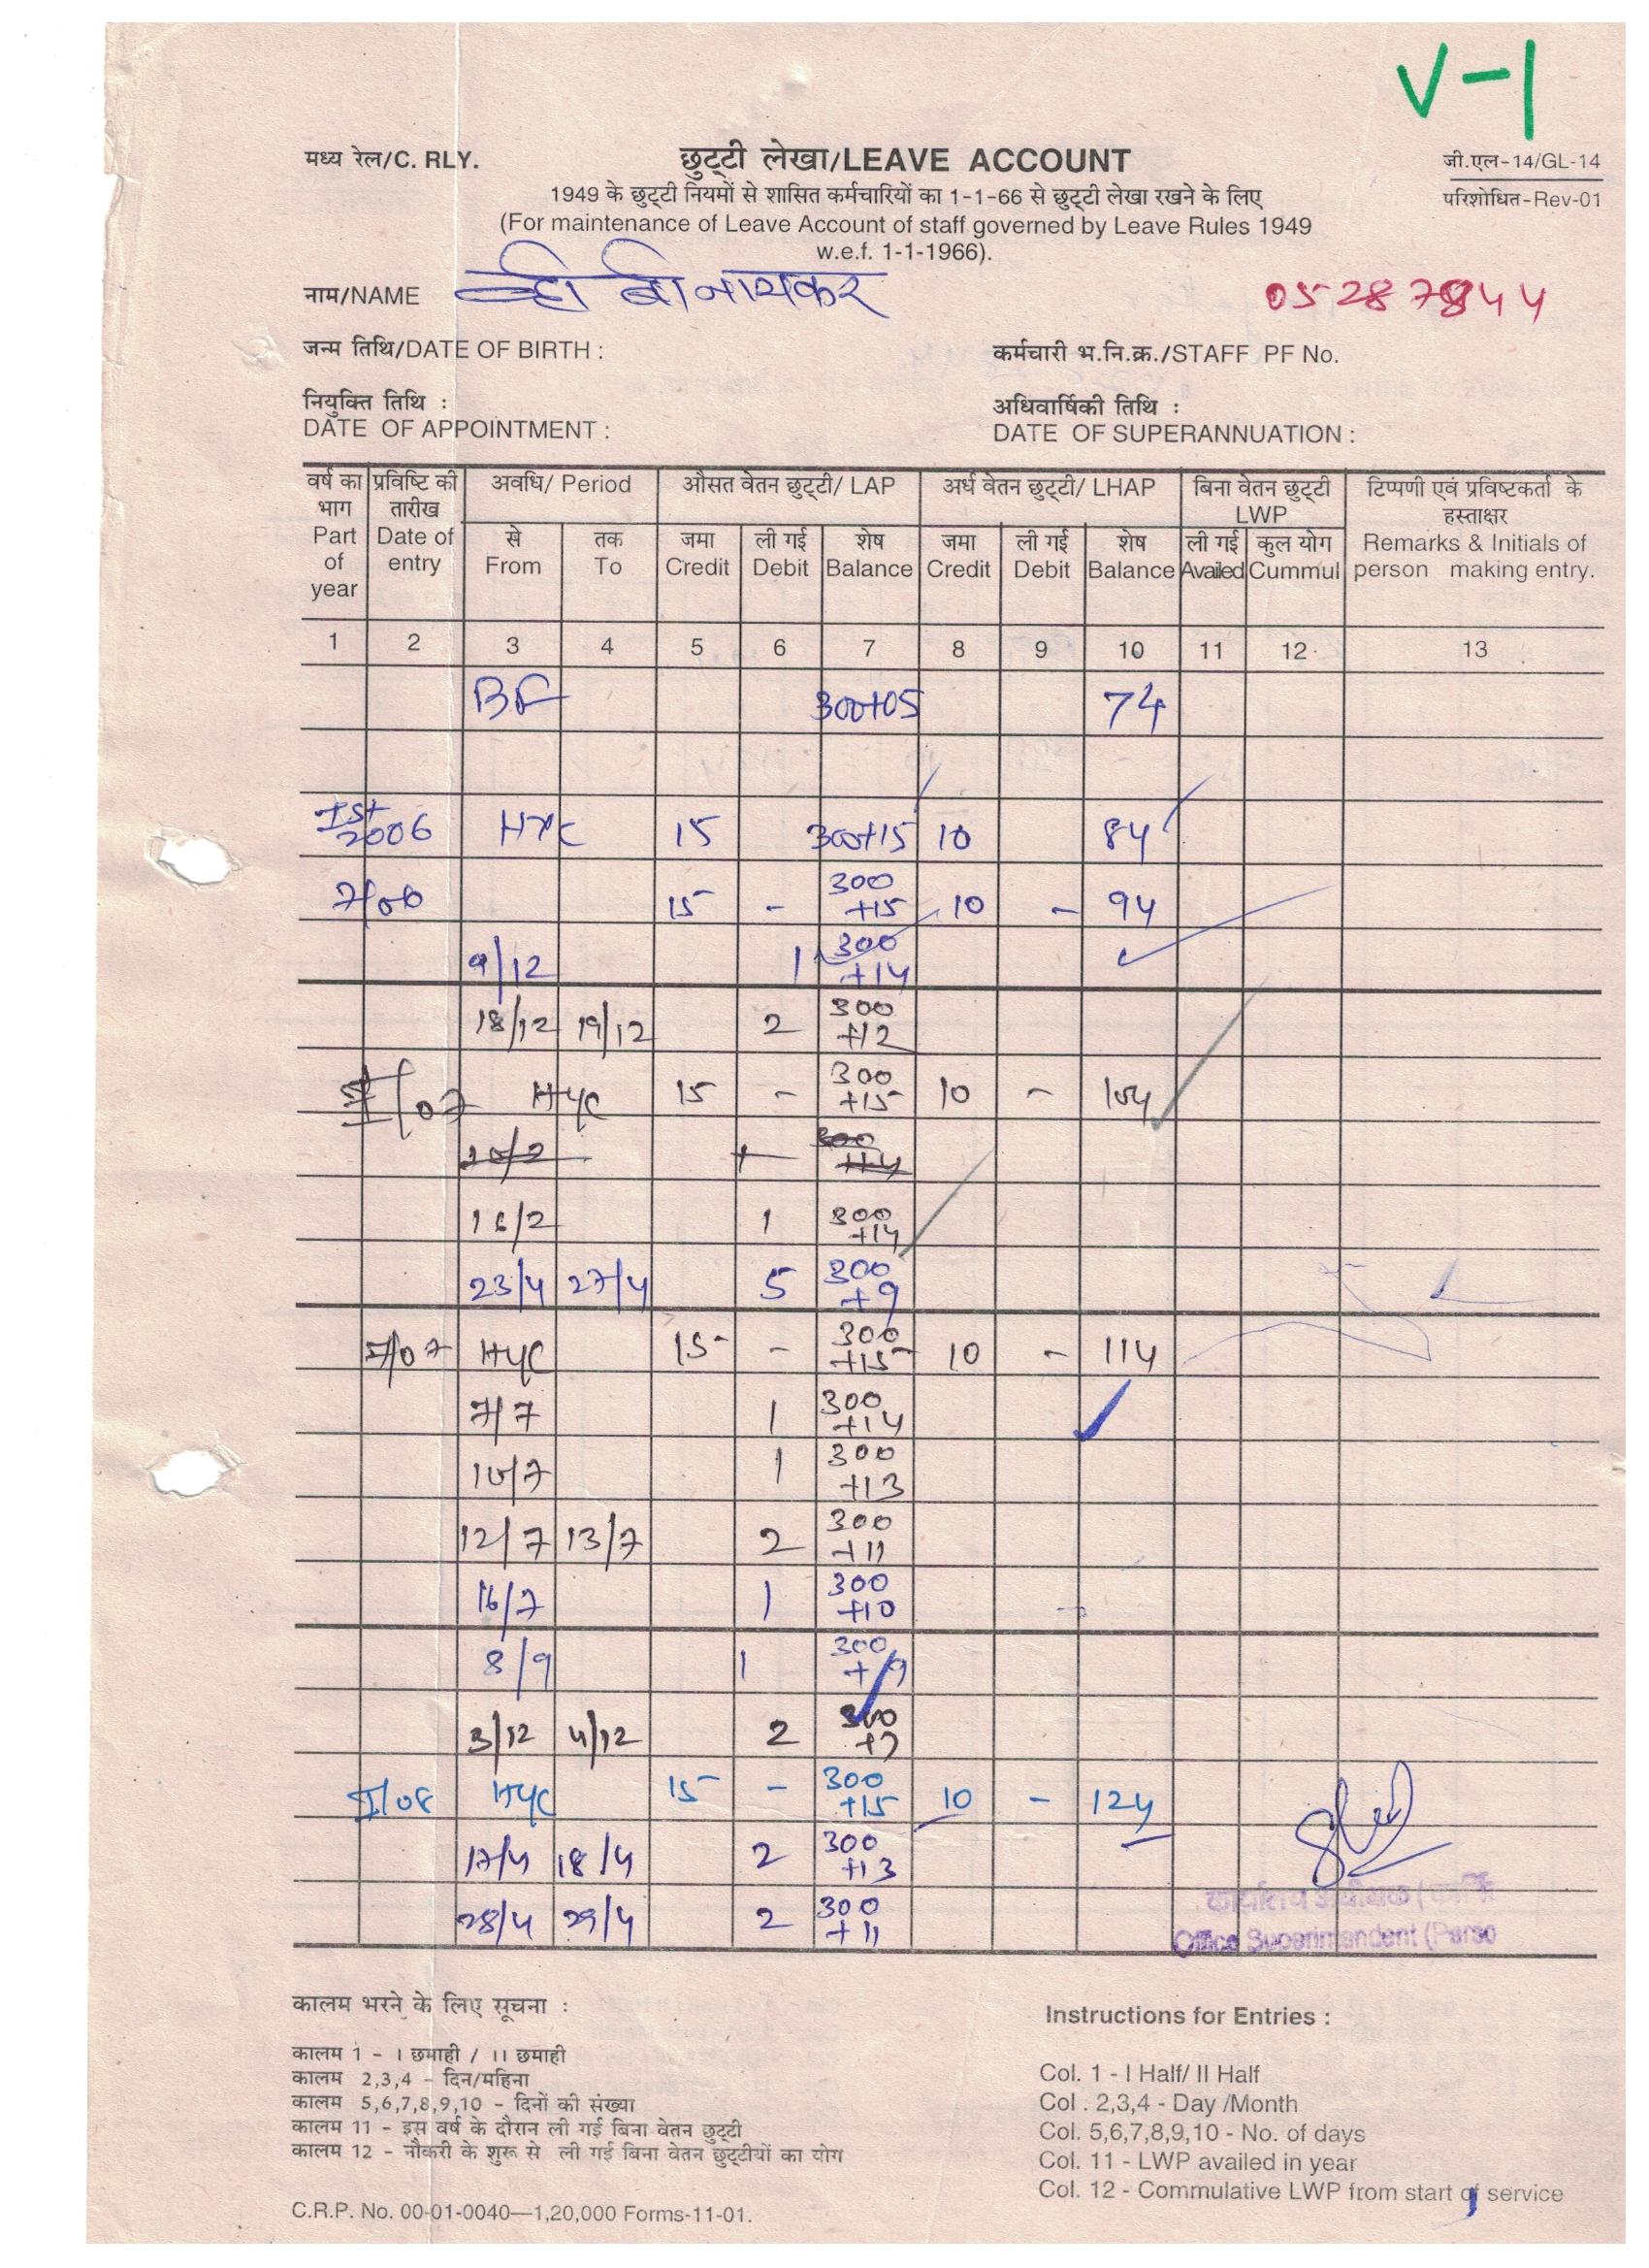 V-1
मध्य रेल/C. RLY.
छुट्टी लेखा/LEAVE ACCOUNT
जी.एल-14/GL-14
परिशोधित-Rev-01
1949 के छुट्टी नियमों से शासित कर्मचारियों का 1-1-66 से छुट्टी लेखा रखने के लिए
(For maintenance of Leave Account of staff governed by Leave Rules 1949
w.e.f. 1-1-1966).
नाम/NAME व्ही बी नायकर
05287844
जन्म तिथि/DATE OF BIRTH :
कर्मचारी भ.नि.क्र./STAFF PF No.
नियुक्ति तिथि :
DATE OF APPOINTMENT :
अधिवार्षिकी तिथि :
DATE OF SUPERANNUATION :
वर्ष का प्रविष्टि की अवधि/ Period औसत वेतन छुट्टी/ LAP अर्ध वेतन छुट्टी/ LHAP बिना वेतन छुट्टी टिप्पणी एवं प्रविष्टकर्ता के
भाग तारीख LWP हस्ताक्षर
Part Date of से तक जमा ली गई शेष जमा ली गई शेष ली गई कुल योग Remarks & Initials of
of entry From To Credit Debit Balance Credit Debit Balance Availed Cummul person making entry.
year
1 2 3 4 5 6 7 8 9 10 11 12 13
BF 300+05 74
Ist
2006 HYC 15 300+15 10 84
7/06 15 - 300 +15 10 - 94
9/12 1 300 +14
18/12 19/12 2 300 +12
I/07 HYC 15 - 300 +15 10 - 104
16/2 1 300 +14
23/4 27/4 5 300 +9
7/07 HYC 15 - 300 +15 10 - 114
7/7 1 300 +14
10/7 1 300 +13
12/7 13/7 2 300 +11
16/7 1 300 +10
8/9 1 300 +9
3/12 4/12 2 300 +7
I/08 HYC 15 - 300 +15 10 - 124
17/4 18/4 2 300 +13
28/4 29/4 2 300 +11
कार्यालय अधीक्षक (कार्मि
Office Superintendent (Perso
कालम भरने के लिए सूचना :
कालम 1 - I छमाही / II छमाही
कालम 2,3,4 - दिन/महिना
कालम 5,6,7,8,9,10 - दिनों की संख्या
कालम 11 - इस वर्ष के दौरान ली गई बिना वेतन छुट्टी
कालम 12 - नौकरी के शुरू से ली गई बिना वेतन छुट्टीयों का योग
C.R.P. No. 00-01-0040—1,20,000 Forms-11-01.
Instructions for Entries :
Col. 1 - I Half/ II Half
Col . 2,3,4 - Day /Month
Col. 5,6,7,8,9,10 - No. of days
Col. 11 - LWP availed in year
Col. 12 - Commulative LWP from start of service